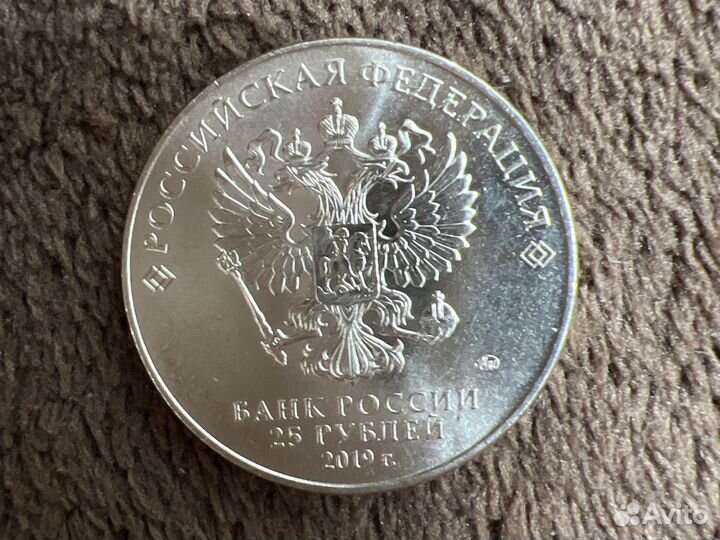 РОССИЙСКАЯ ФЕДЕРАЦИЯ
БАНК РОССИИ
25 РУБЛЕЙ
2019 г.
Avito